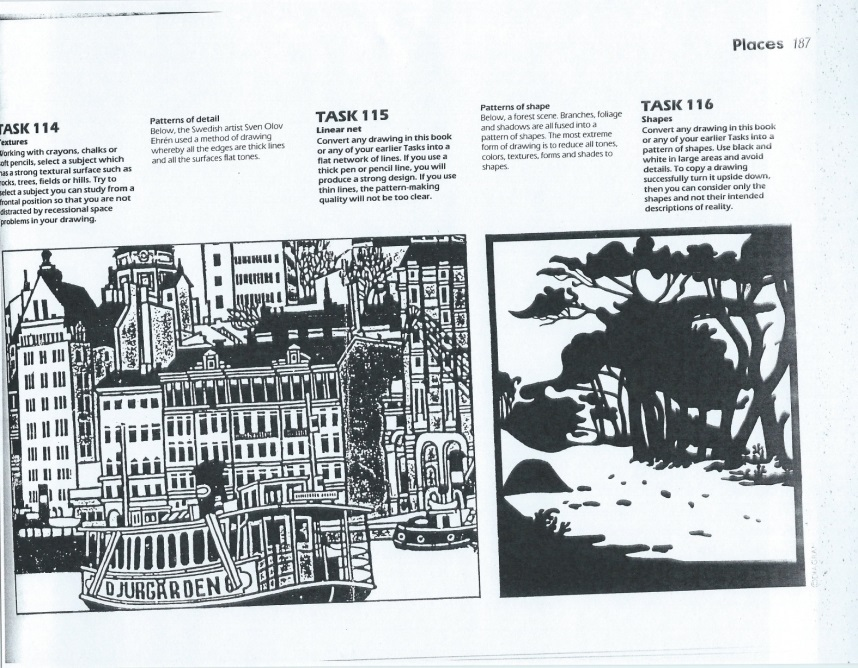 Places 187
TASK 114
Textures
Working with crayons, chalks or
soft pencils, select a subject which
has a strong textural surface such as
rocks, trees, fields or hills. Try to
select a subject you can study from a
frontal position so that you are not
distracted by recessional space
problems in your drawing.
Patterns of detail
Below, the Swedish artist Sven Olov
Ehrén used a method of drawing
whereby all the edges are thick lines
and all the surfaces flat tones.
TASK 115
Linear net
Convert any drawing in this book
or any of your earlier Tasks into a
flat network of lines. If you use a
thick pen or pencil line, you will
produce a strong design. If you use
thin lines, the pattern-making
quality will not be too clear.
Patterns of shape
Below, a forest scene. Branches, foliage
and shadows are all fused into a
pattern of shapes. The most extreme
form of drawing is to reduce all tones,
colors, textures, forms and shades to
shapes.
TASK 116
Shapes
Convert any drawing in this book
or any of your earlier Tasks into a
pattern of shapes. Use black and
white in large areas and avoid
details. To copy a drawing
successfully turn it upside down,
then you can consider only the
shapes and not their intended
descriptions of reality.
DJURGÅRDEN 6